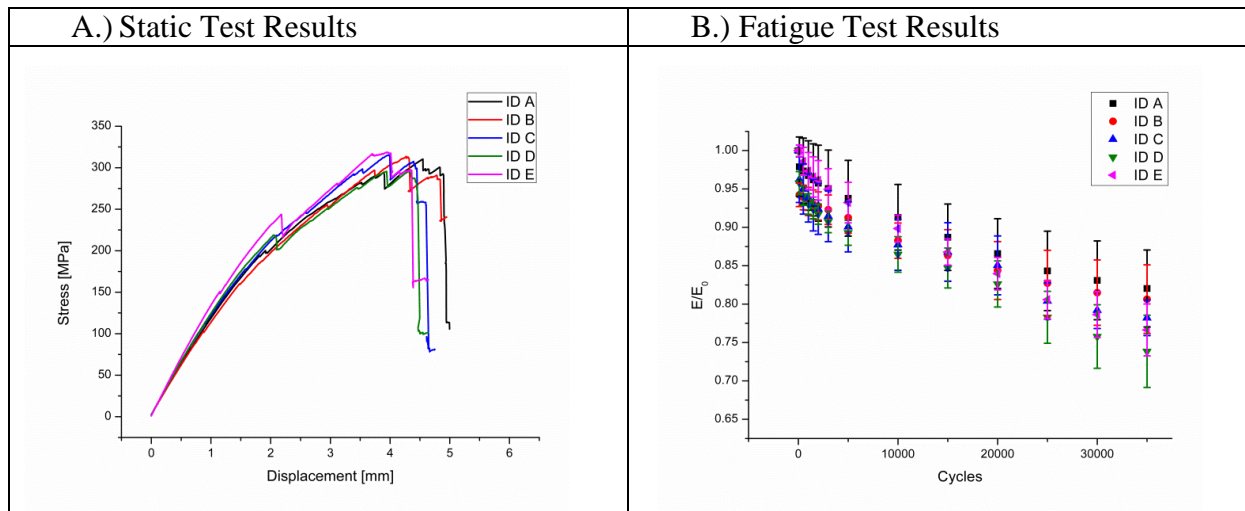 A.) Static Test Results
B.) Fatigue Test Results
ID A
ID B
ID C
ID D
ID E
350
300
250
200
150
100
50
0
Stress [MPa]
0 1 2 3 4 5 6
Displacement [mm]
ID A
ID B
ID C
ID D
ID E
1.00
0.95
0.90
0.85
0.80
0.75
0.70
0.65
E/E0
0 10000 20000 30000
Cycles